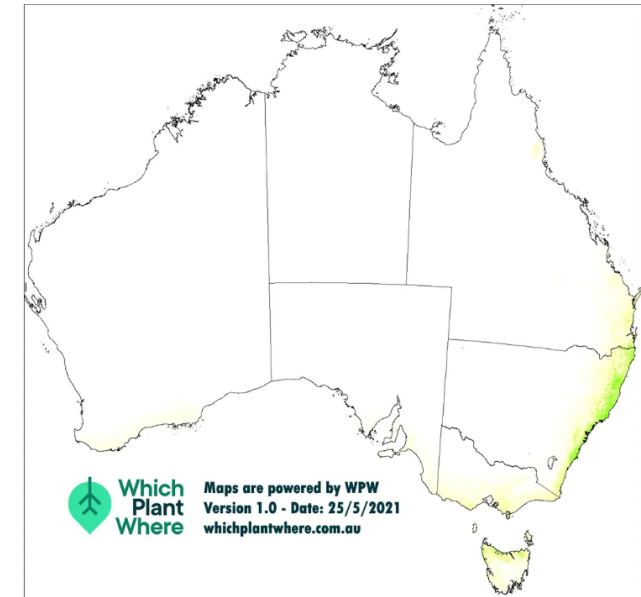 Which
Plant
Where
Maps are powered by WPW
Version 1.0 - Date: 25/5/2021
whichplantwhere.com.au